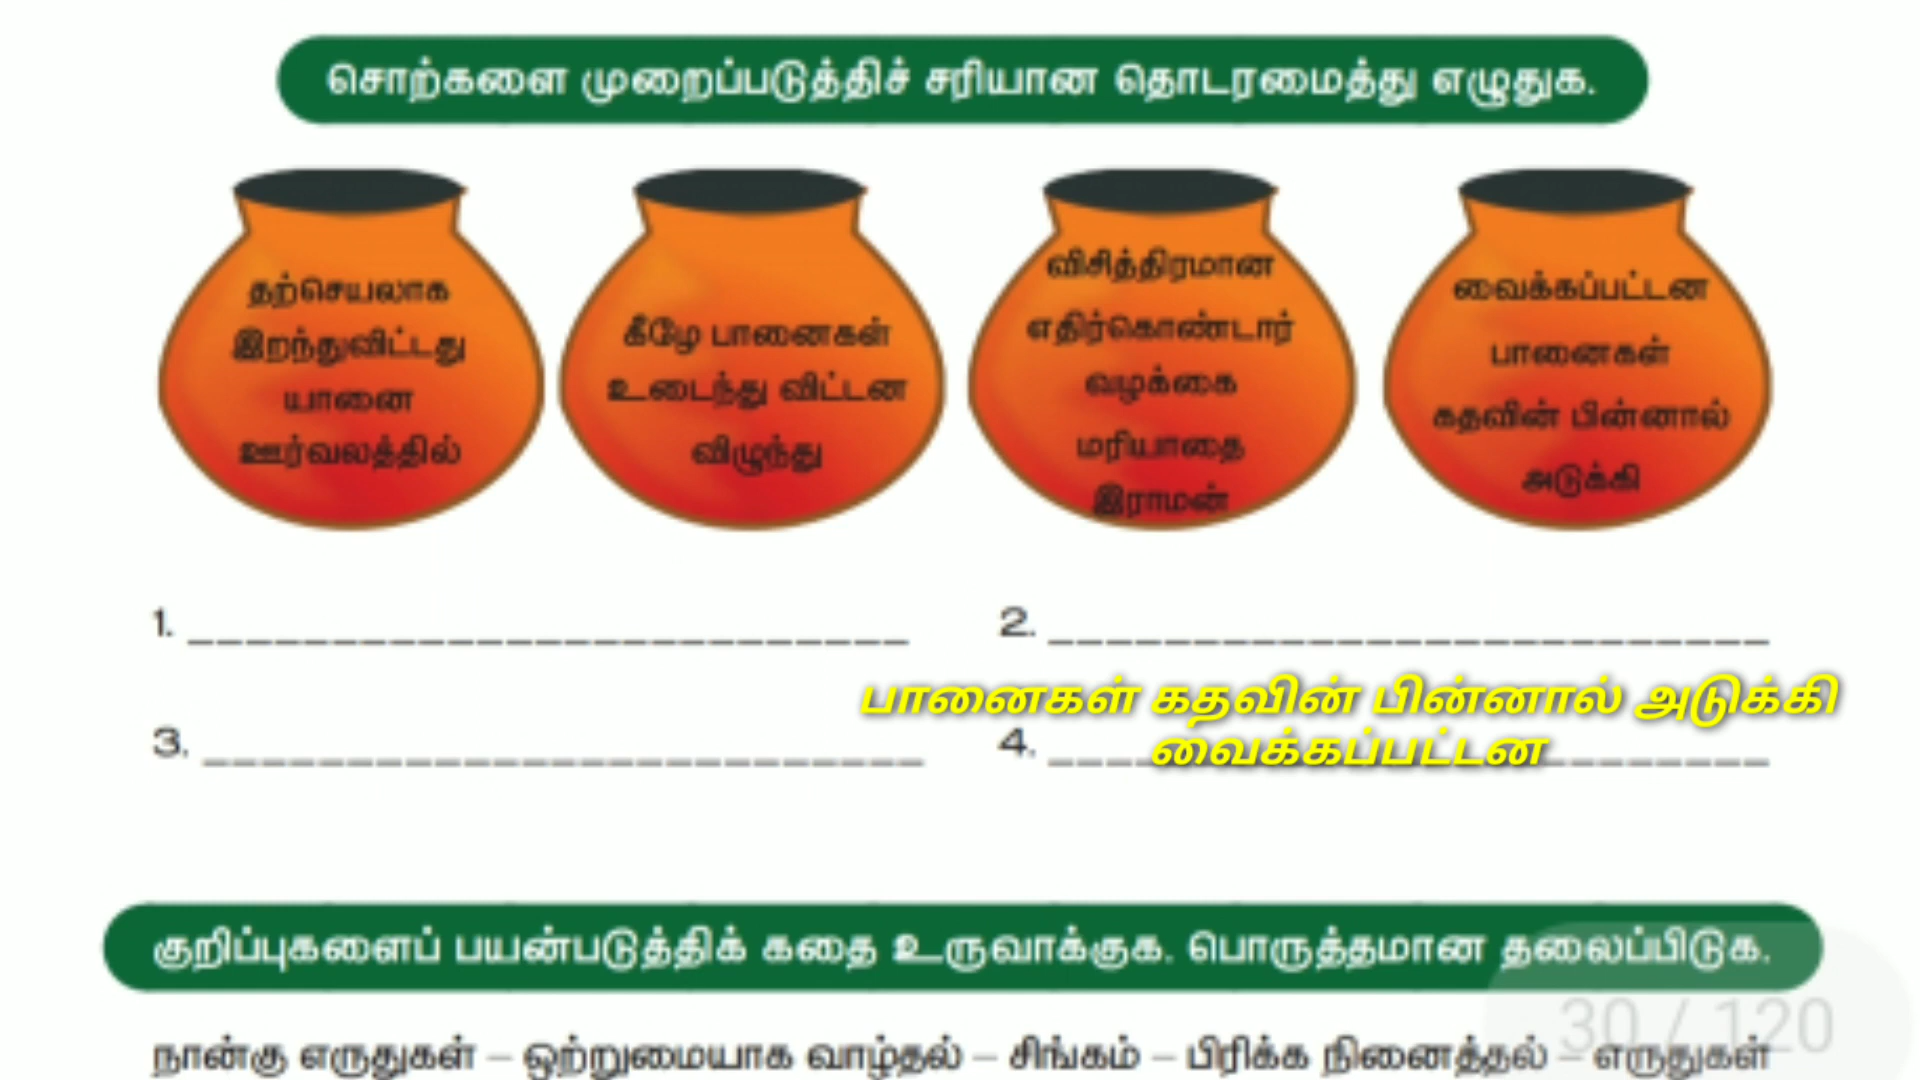 சொற்களை முறைப்படுத்திச் சரியான தொடரமைத்து எழுதுக.
தற்செயலாக
இறந்துவிட்டது
யானை
ஊர்வலத்தில்
கீழே பானைகள்
உடைந்து விட்டன
விழுந்து
விசித்திரமான
எதிர்கொண்டார்
வழக்கை
மரியாதை
இராமன்
வைக்கப்பட்டன
பானைகள்
கதவின் பின்னால்
அடுக்கி
1.
2.
பானைகள் கதவின் பின்னால் அடுக்கி
வைக்கப்பட்டன
3.
4.
குறிப்புகளைப் பயன்படுத்திக் கதை உருவாக்குக. பொருத்தமான தலைப்பிடுக.
30 / 120
நான்கு எருதுகள் – ஒற்றுமையாக வாழ்தல் – சிங்கம் – பிரிக்க நினைத்தல் – எருதுகள்